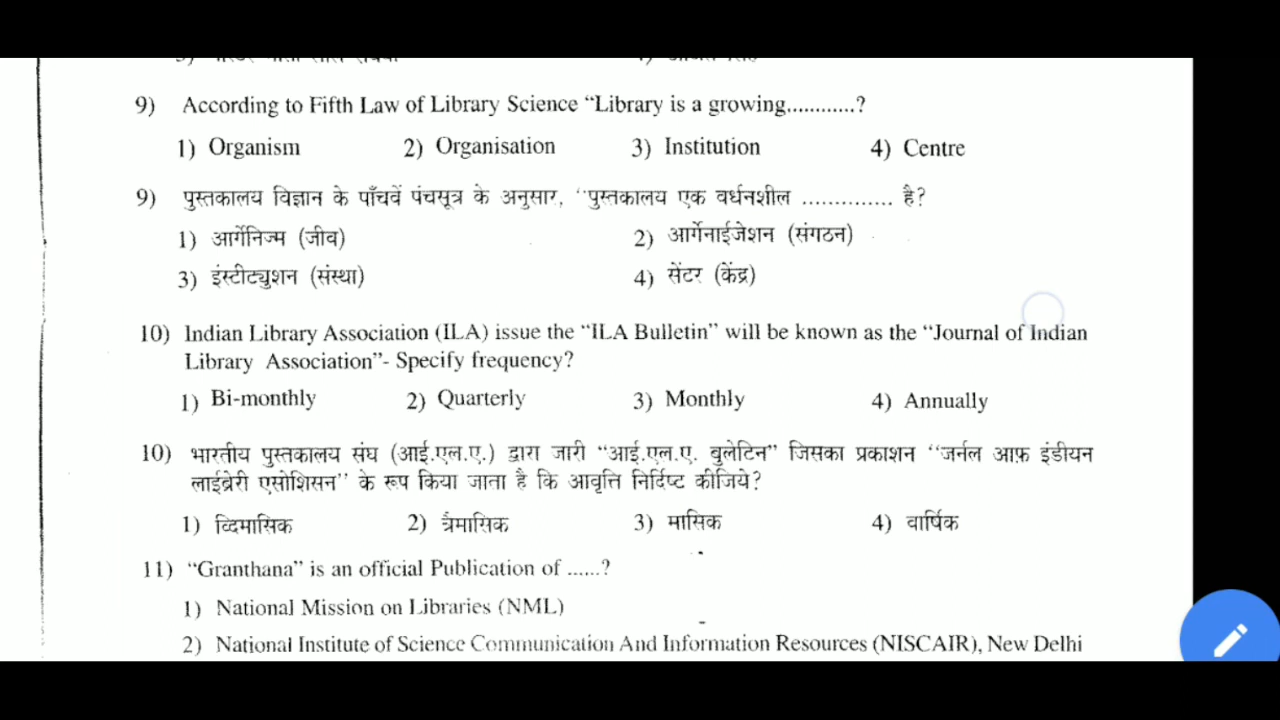 9) According to Fifth Law of Library Science “Library is a growing............?
1) Organism 2) Organisation 3) Institution 4) Centre
9) पुस्तकालय विज्ञान के पाँचवें पंचसूत्र के अनुसार, “पुस्तकालय एक वर्धनशील .............. है?
1) आर्गेनिज्म (जीव) 2) आर्गेनाईजेशन (संगठन)
3) इंस्टीट्युशन (संस्था) 4) सेंटर (केंद्र)
10) Indian Library Association (ILA) issue the “ILA Bulletin” will be known as the “Journal of Indian
Library Association”- Specify frequency?
1) Bi-monthly 2) Quarterly 3) Monthly 4) Annually
10) भारतीय पुस्तकालय संघ (आई.एल.ए.) द्वारा जारी “आई.एल.ए. बुलेटिन” जिसका प्रकाशन “जर्नल आफ़ इंडीयन
लाईब्रेरी एसोशिसन” के रूप किया जाता है कि आवृत्ति निर्दिष्ट कीजिये?
1) व्दिमासिक 2) त्रैमासिक 3) मासिक 4) वार्षिक
11) “Granthana” is an official Publication of ......?
1) National Mission on Libraries (NML)
2) National Institute of Science Communication And Information Resources (NISCAIR), New Delhi